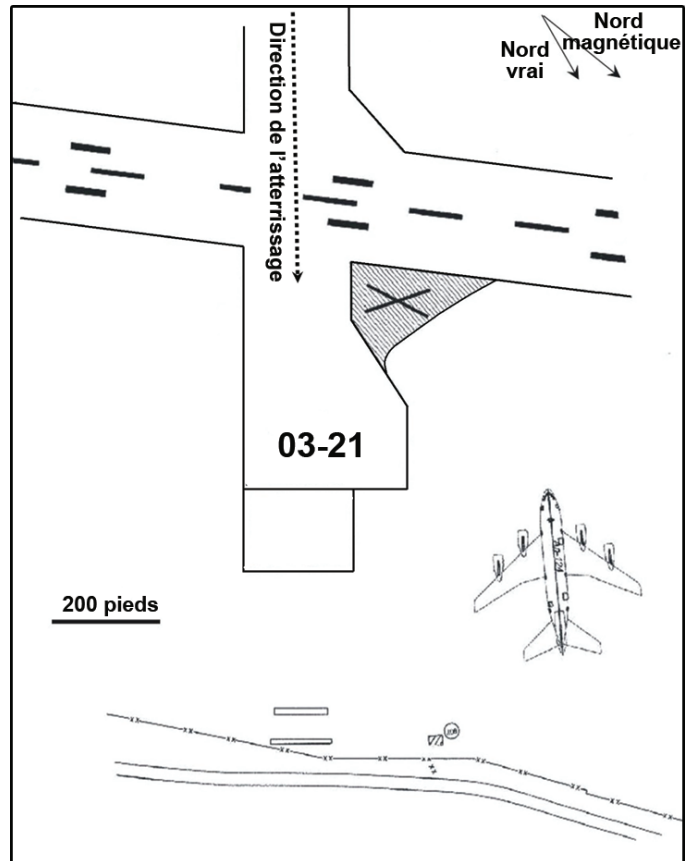 Direction de l'atterrissage
Nord
vrai
Nord
magnétique
03-21
200 pieds